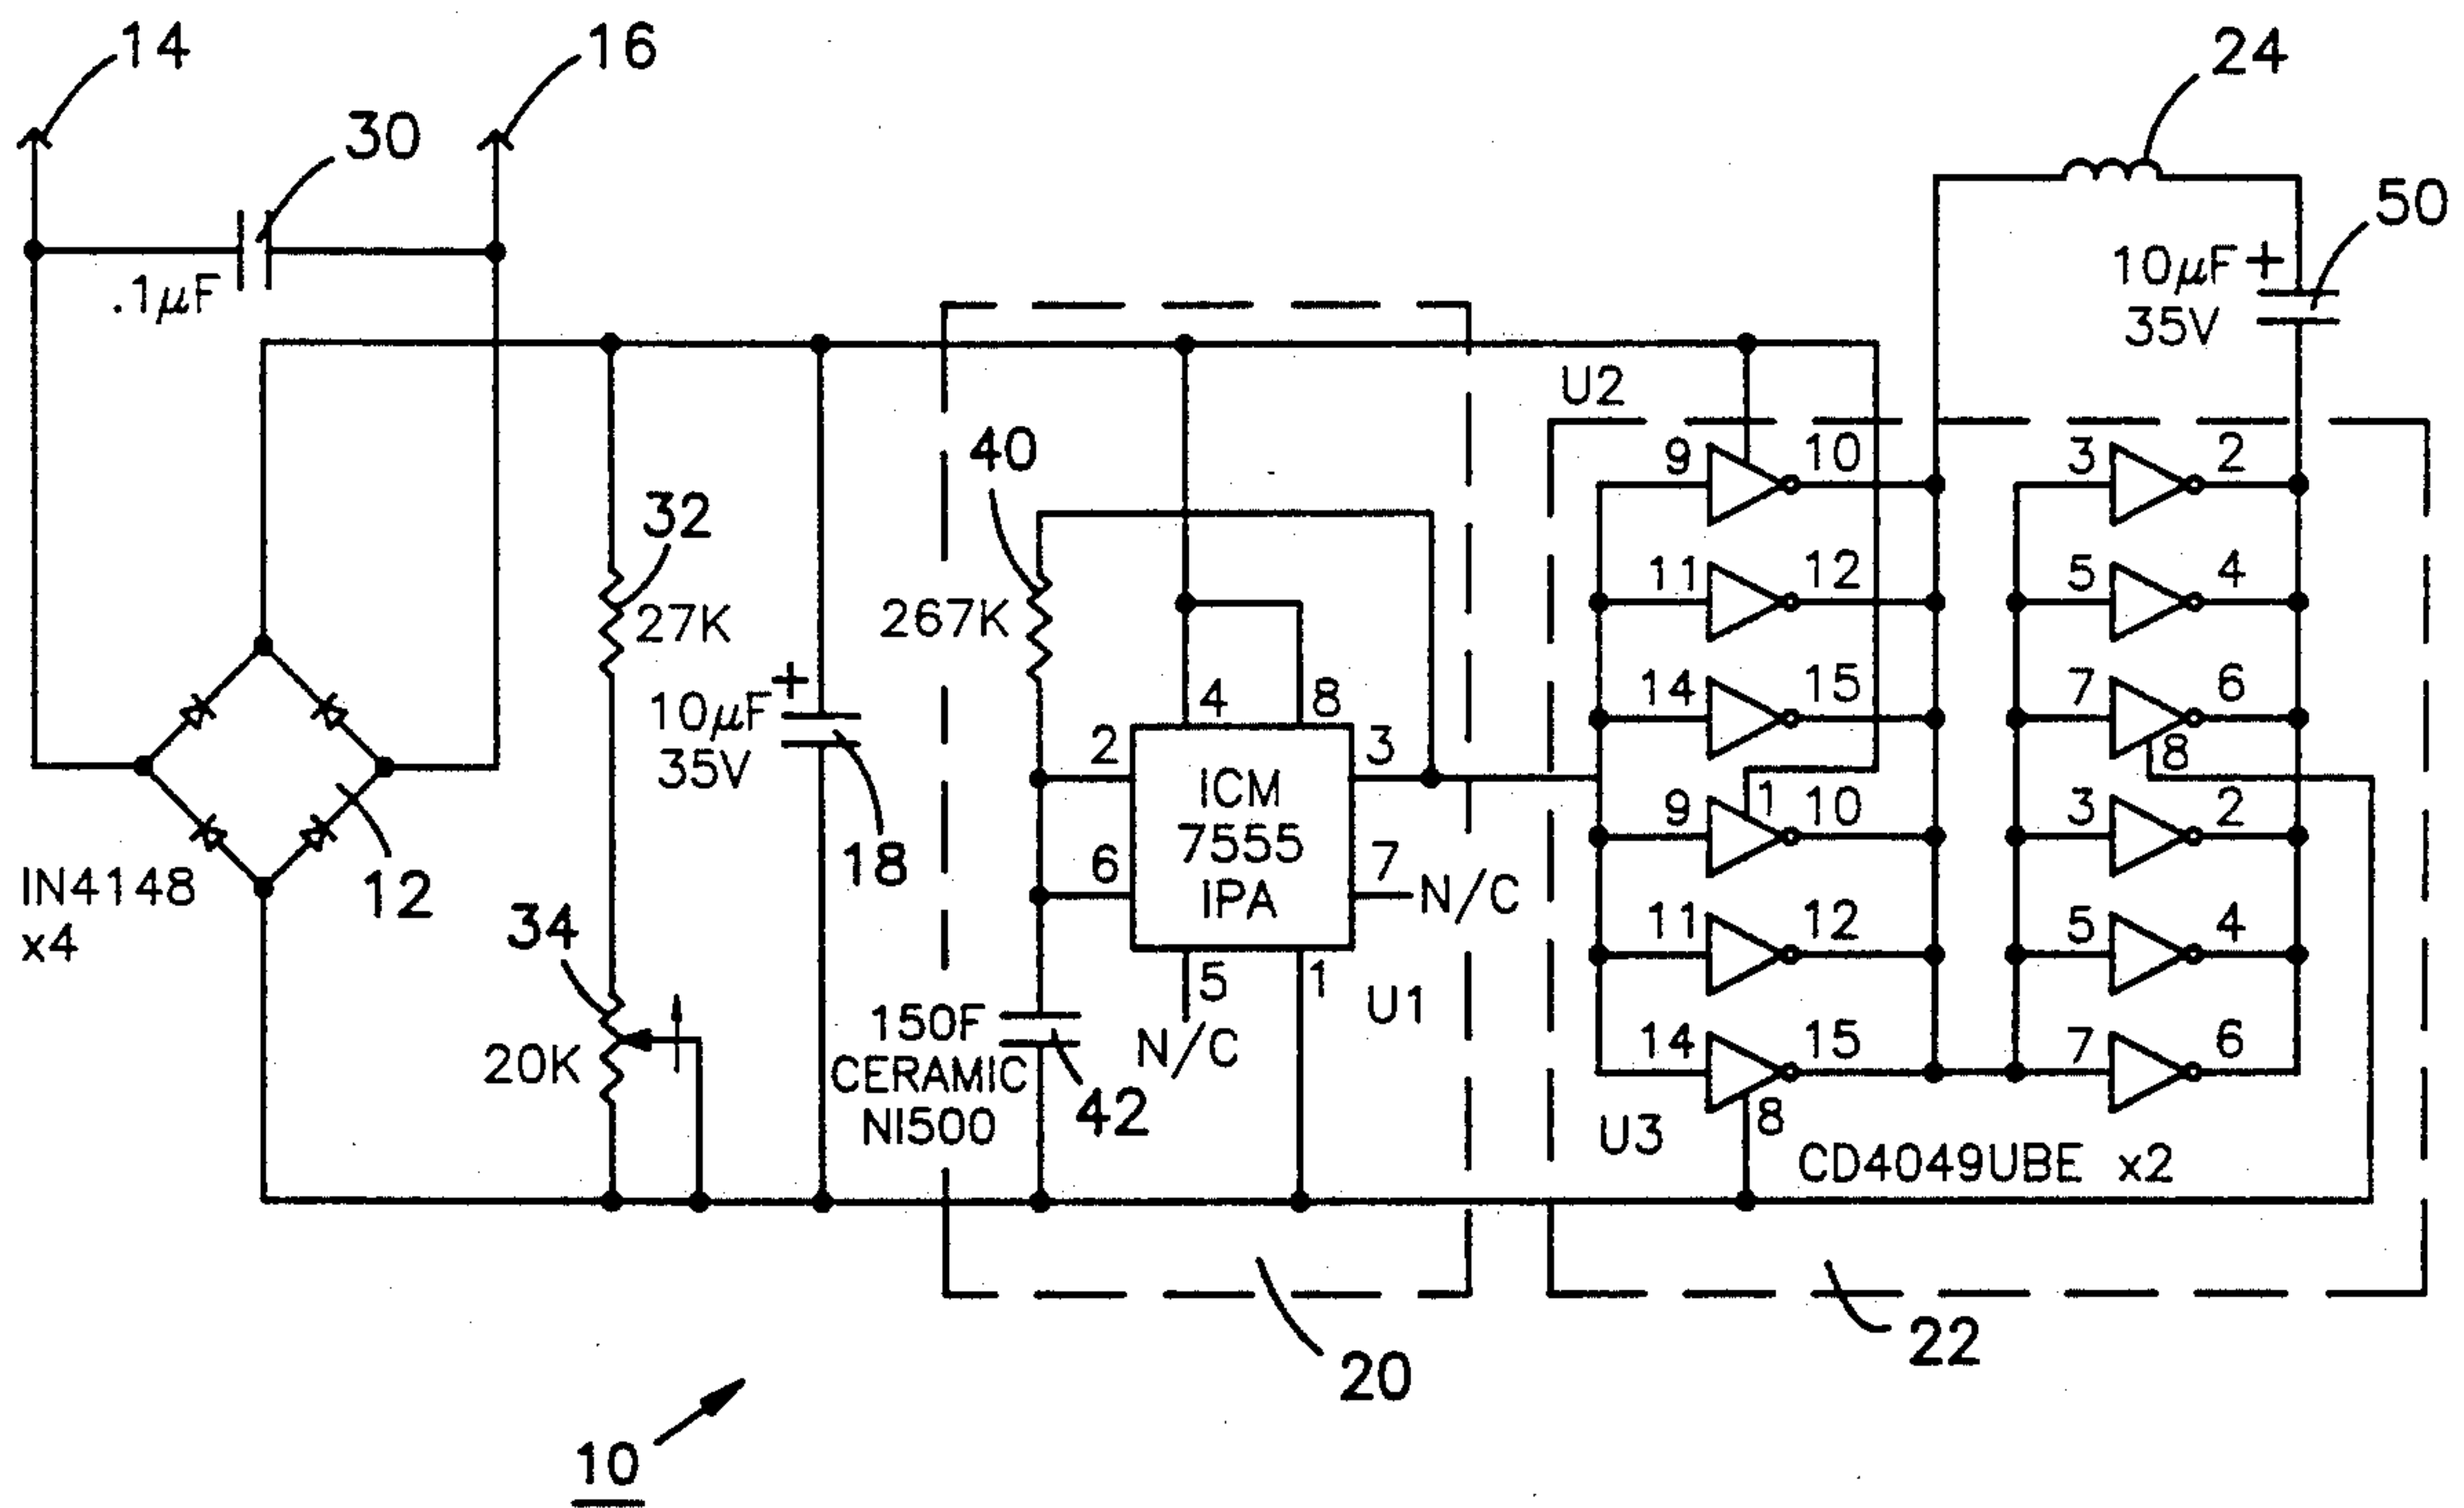 14
16
24
30
50
.1µF
10µF +
35V
U2
40
9
10
3
2
32
11
12
5
4
27K
267K
14
15
7
6
+
10µF
35V
4
8
8
2
3
ICM
7555
IPA
1
9
10
3
2
IN4148
x4
12
18
6
7
N/C
34
11
12
5
4
5
1
U1
150F
CERAMIC
NI500
N/C
20K
42
14
15
7
6
8
U3
CD4049UBE x2
20
22
10